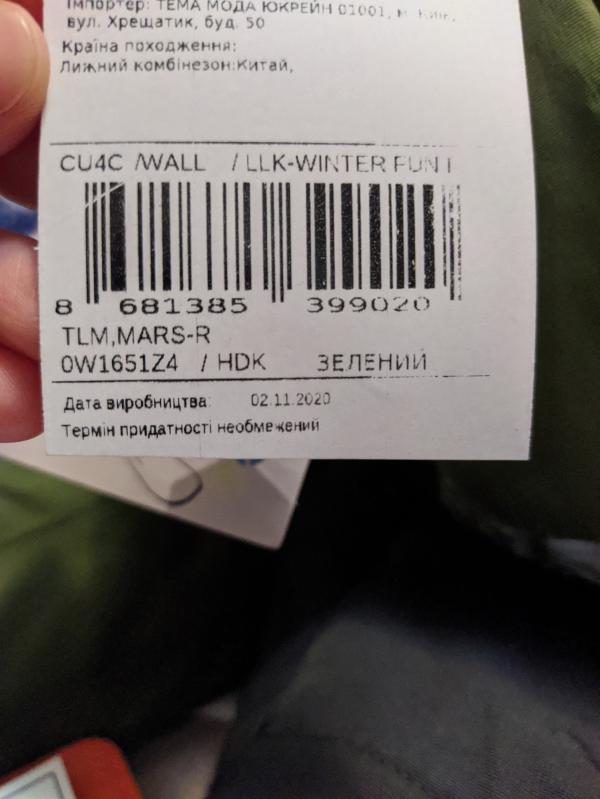 Імпортер: ТЕМА МОДА ЮКРЕЙН 01001, м. Київ,
вул. Хрещатик, буд. 50
Країна походження:
Лижний комбінезон:Китай,
CU4C /WALL / LLK-WINTER FUN I
8 681385 399020
TLM,MARS-R
0W1651Z4 / HDK ЗЕЛЕНИЙ
Дата виробництва: 02.11.2020
Термін придатності необмежений